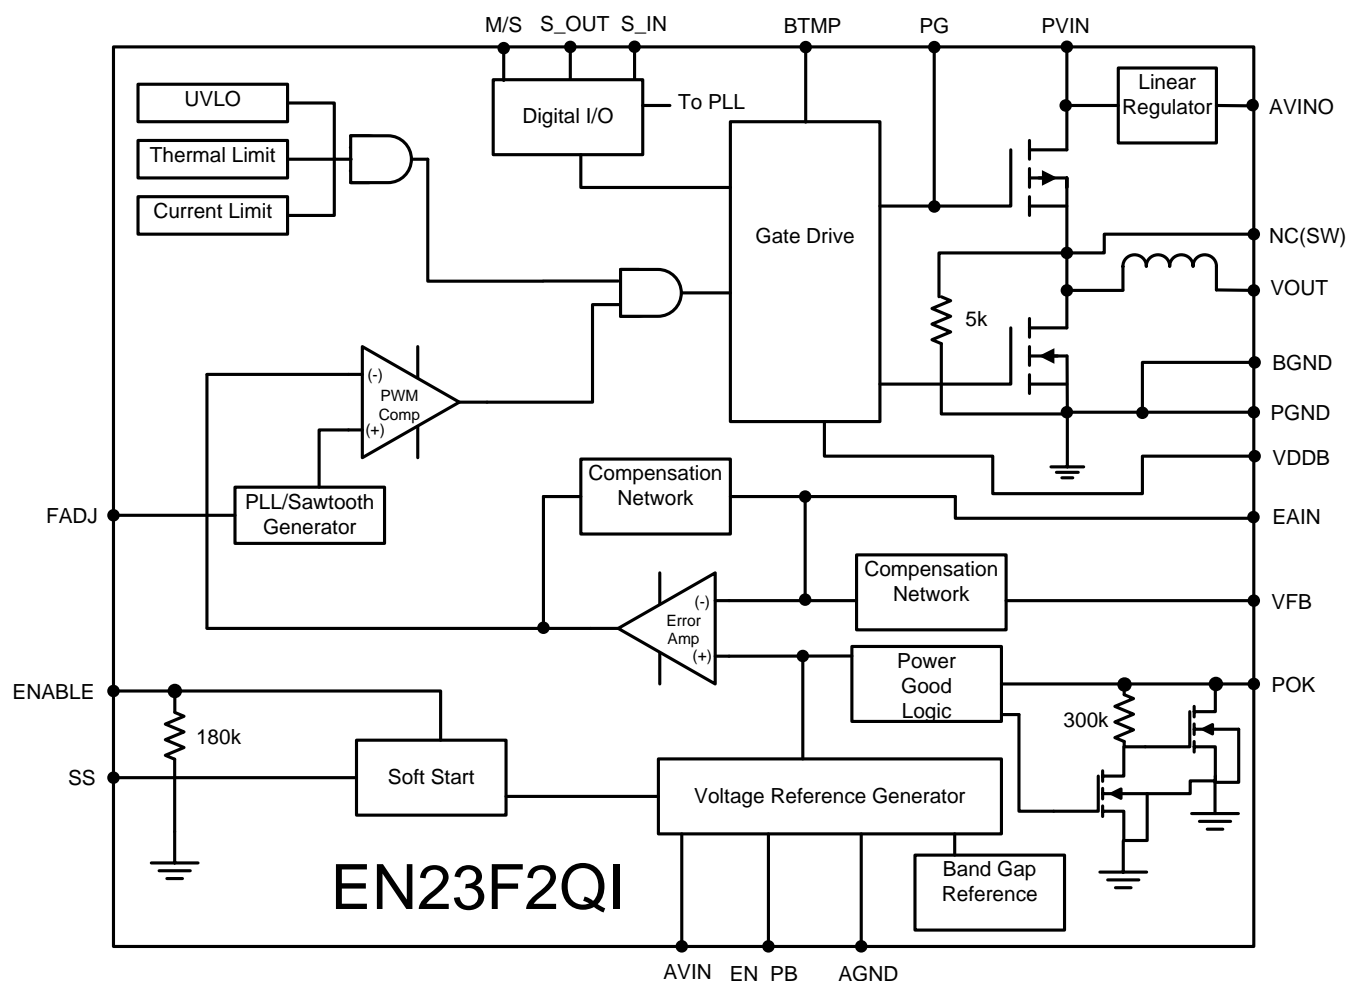 M/S S_OUT S_IN BTMP PG PVIN
UVLO
Thermal Limit
Current Limit
Digital I/O
To PLL
Gate Drive
Linear
Regulator
AVINO
NC(SW)
VOUT
5k
BGND
PGND
VDDB
(-)
PWM
Comp
(+)
FADJ
PLL/Sawtooth
Generator
Compensation
Network
EAIN
Compensation
Network
VFB
(-)
Error
Amp
(+)
Power
Good
Logic
POK
300k
ENABLE
180k
SS
Soft Start
Voltage Reference Generator
Band Gap
Reference
EN23F2QI
AVIN EN PB AGND